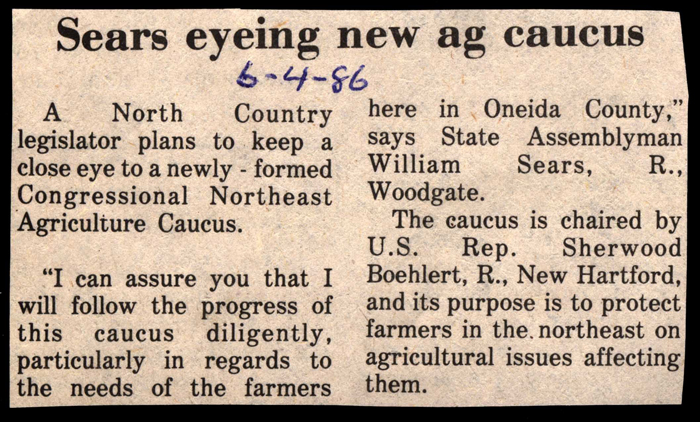 Sears eyeing new ag caucus
6-4-86
A North Country
legislator plans to keep a
close eye to a newly - formed
Congressional Northeast
Agriculture Caucus.
"I can assure you that I
will follow the progress of
this caucus diligently,
particularly in regards to
the needs of the farmers
here in Oneida County,"
says State Assemblyman
William Sears, R.,
Woodgate.
The caucus is chaired by
U.S. Rep. Sherwood
Boehlert, R., New Hartford,
and its purpose is to protect
farmers in the northeast on
agricultural issues affecting
them.